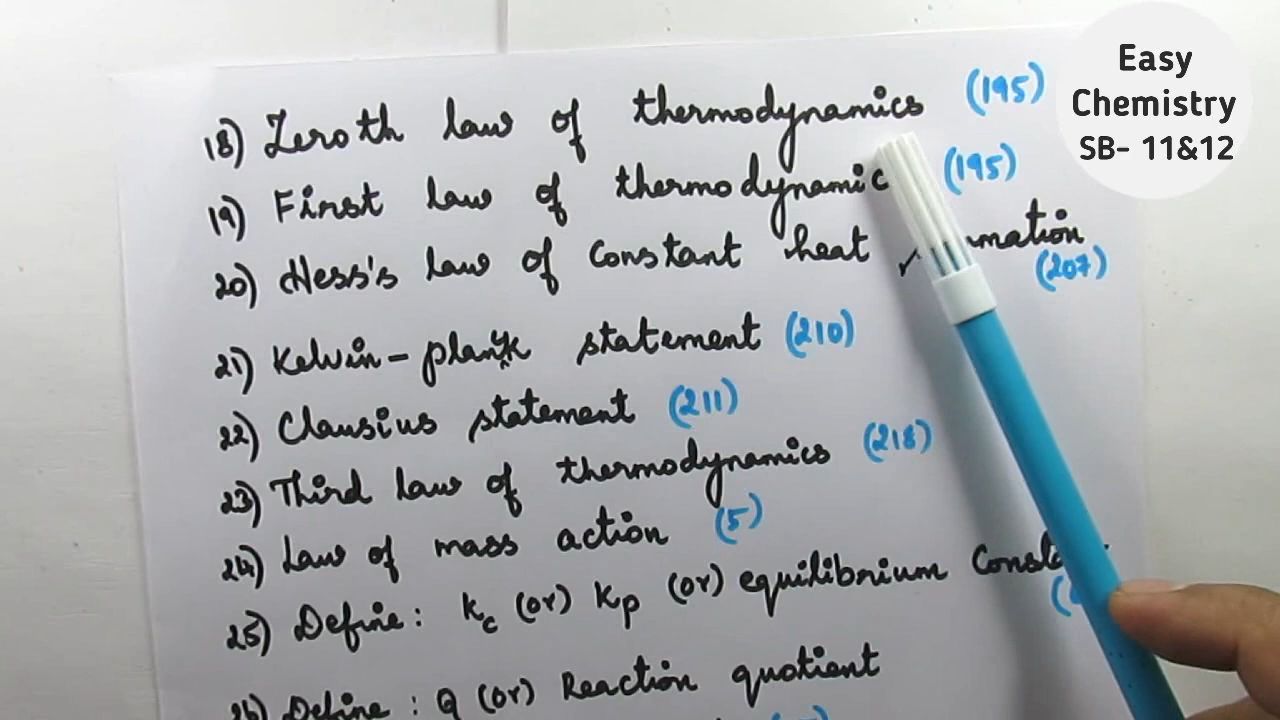 Easy
Chemistry
SB- 11&12
18) Zeroth law of thermodynamics (195)
19) First law of thermodynamic (195)
20) Hess's law of Constant heat mation
(207)
21) Kelvin - plank statement (210)
22) Clausius statement (211)
23) Third law of thermodynamics (218)
24) Law of mass action (5)
25) Define: Kc (or) Kp (or) equilibrium
26) Define: Q (or) Reaction quotient